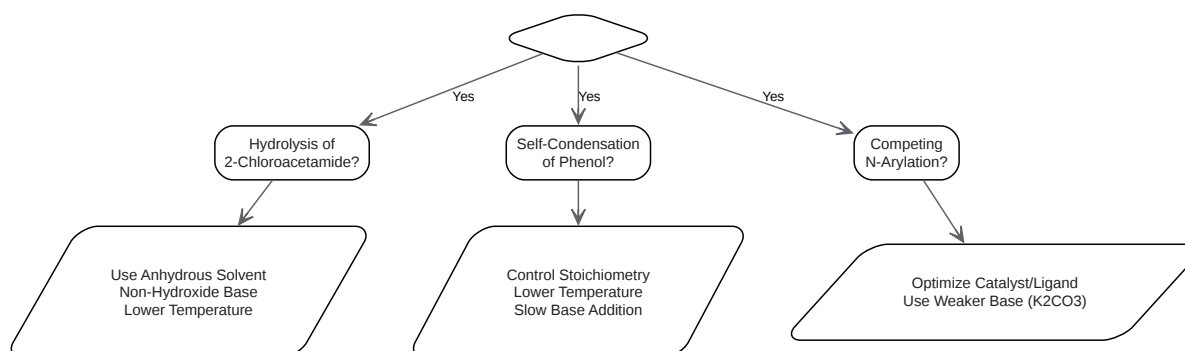 Yes
Yes
Yes
Hydrolysis of
2-Chloroacetamide?
Self-Condensation
of Phenol?
Competing
N-Arylation?
Use Anhydrous Solvent
Non-Hydroxide Base
Lower Temperature
Control Stoichiometry
Lower Temperature
Slow Base Addition
Optimize Catalyst/Ligand
Use Weaker Base (K2CO3)